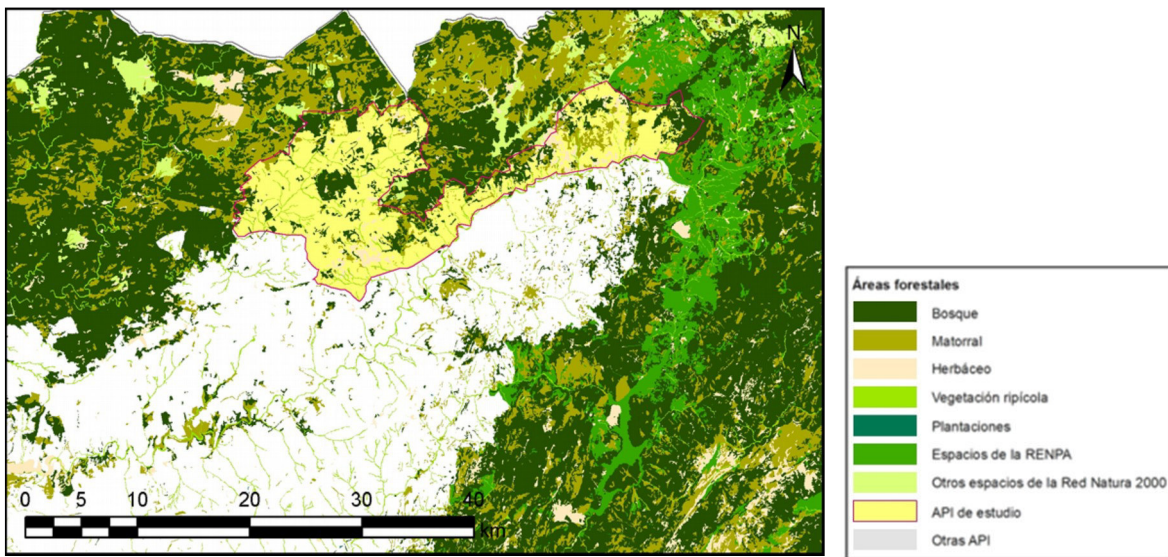 N
0 5 10 20 30 40
km
Áreas forestales
Bosque
Matorral
Herbáceo
Vegetación ripícola
Plantaciones
Espacios de la RENPA
Otros espacios de la Red Natura 2000
API de estudio
Otras API